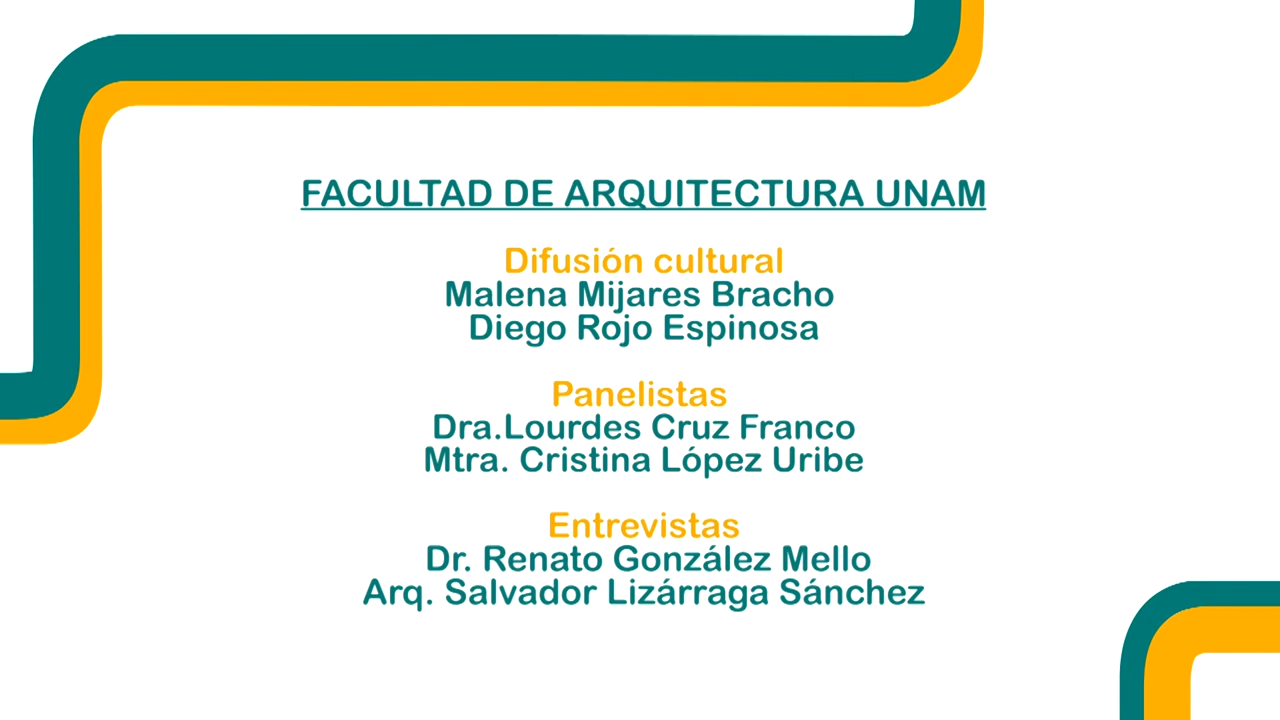 FACULTAD DE ARQUITECTURA UNAM
Difusión cultural
Malena Mijares Bracho
Diego Rojo Espinosa
Panelistas
Dra.Lourdes Cruz Franco
Mtra. Cristina López Uribe
Entrevistas
Dr. Renato González Mello
Arq. Salvador Lizárraga Sánchez